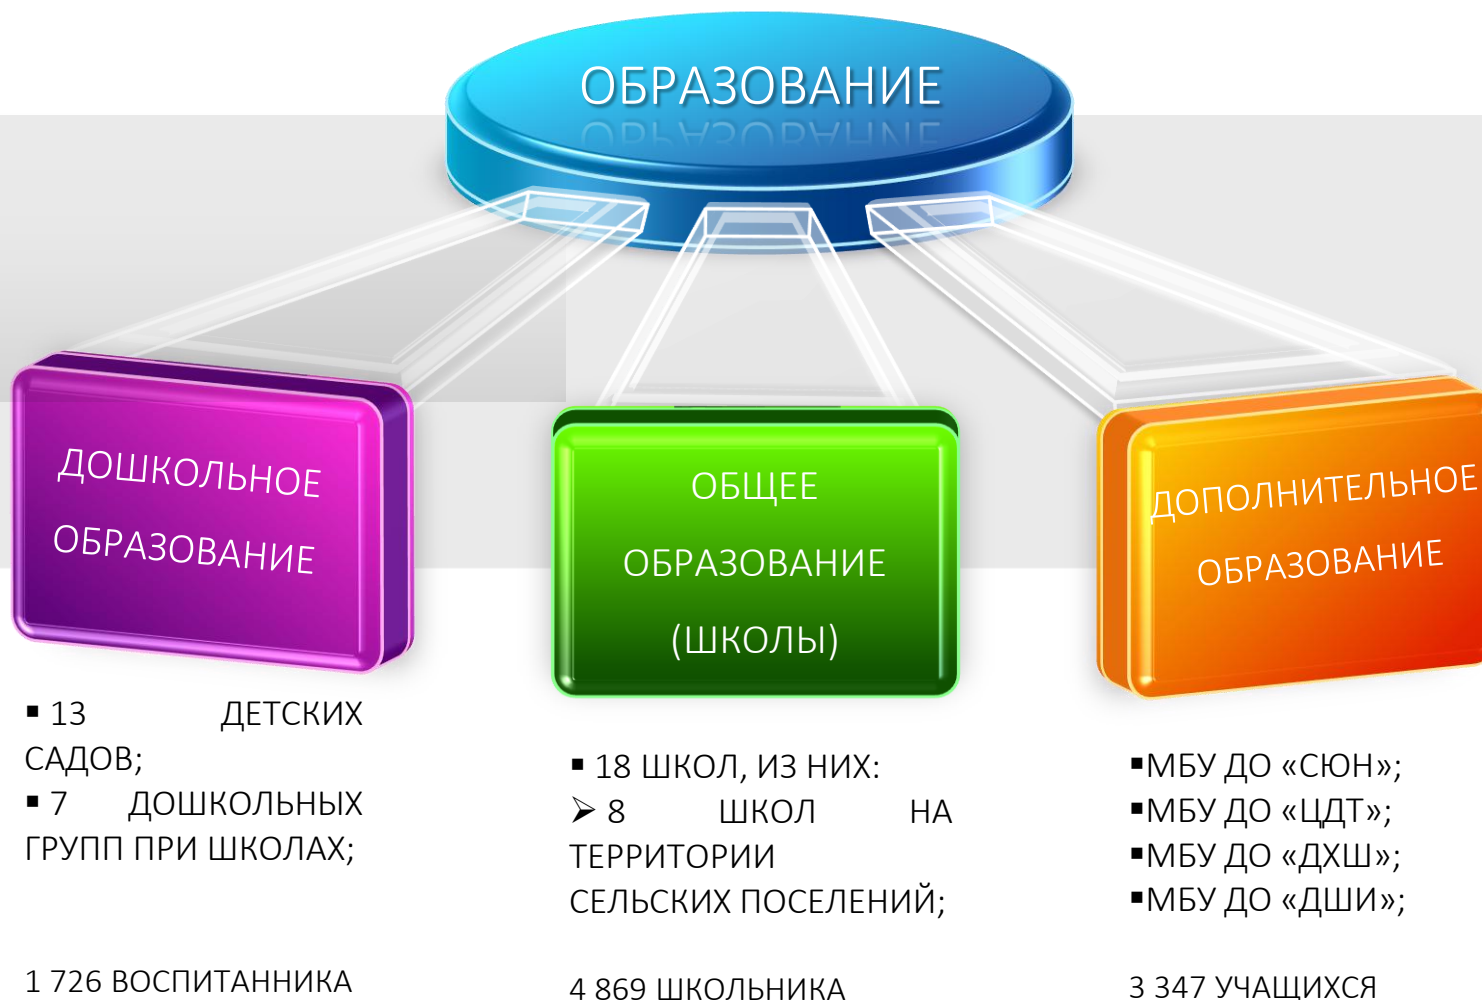 ОБРАЗОВАНИЕ
ДОШКОЛЬНОЕ
ОБРАЗОВАНИЕ
▪ 13 ДЕТСКИХ
САДОВ;
▪ 7 ДОШКОЛЬНЫХ
ГРУПП ПРИ ШКОЛАХ;
1 726 ВОСПИТАННИКА
ОБЩЕЕ
ОБРАЗОВАНИЕ
(ШКОЛЫ)
▪ 18 ШКОЛ, ИЗ НИХ:
➢ 8 ШКОЛ НА
ТЕРРИТОРИИ
СЕЛЬСКИХ ПОСЕЛЕНИЙ;
4 869 ШКОЛЬНИКА
ДОПОЛНИТЕЛЬНОЕ
ОБРАЗОВАНИЕ
▪МБУ ДО «СЮН»;
▪МБУ ДО «ЦДТ»;
▪МБУ ДО «ДХШ»;
▪МБУ ДО «ДШИ»;
3 347 УЧАЩИХСЯ